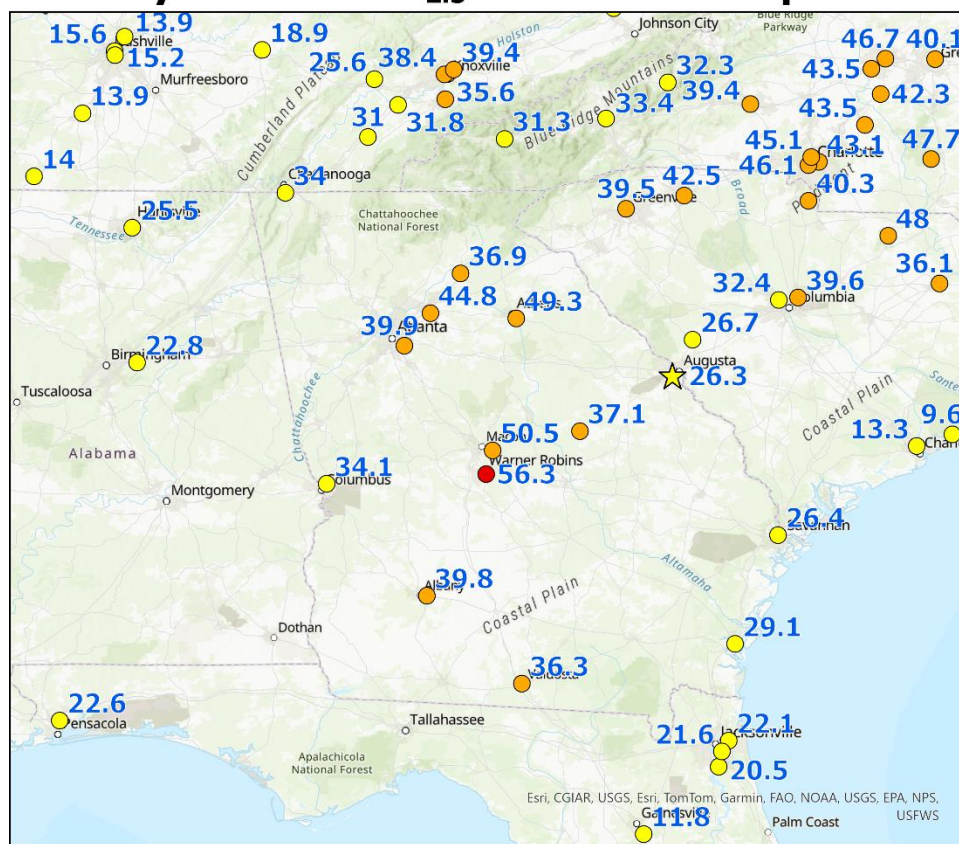 2.5
13.9
15.6
15.2
Murfreesboro
18.9
25.6
38.4
39.4
Knoxville
Johnson City
Holston
Blue Ridge
Parkway
46.7
40.1
43.5
42.3
Cumberland Plateau
35.6
31.8
31
31.3
Blue Ridge Mountains
32.3
33.4
39.4
43.5
13.9
14
45.1
43.1
Charlotte
46.1
47.7
40.3
Piedmont
Chattanooga
34
39.5
42.5
Greenville
Broad
48
Huntsville
25.5
Tennessee
Chattahoochee
National Forest
36.9
44.8
Athens
49.3
32.4
39.6
Columbia
36.1
39.9
Atlanta
26.7
Augusta
26.3
Birmingham
22.8
Tuscaloosa
Chattahoochee
Coastal Plain
9.6
13.3
37.1
50.5
Warner Robins
56.3
Alabama
Montgomery
34.1
Columbus
26.4
Savannah
Altamaha
39.8
Albany
Coastal Plain
Dothan
29.1
36.3
Valdosta
22.6
Pensacola
Tallahassee
Apalachicola
National Forest
22.1
21.6
Jacksonville
20.5
Esri, CGIAR, USGS, Esri, TomTom, Garmin, FAO, NOAA, USGS, EPA, NPS,
USFWS
Gainesville
11.8
Palm Coast